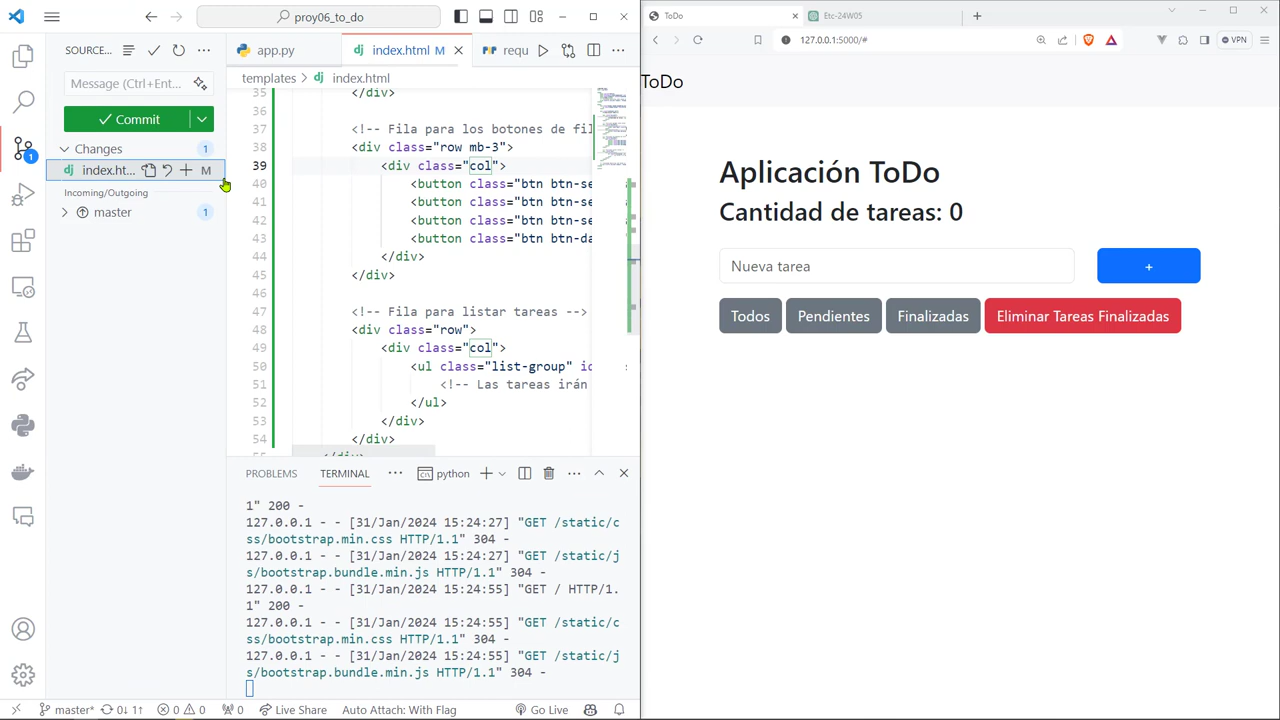 proy06_to_do
SOURCE...
Message (Ctrl+Ent...
Commit
Changes
1
index.ht...
M
Incoming/Outgoing
master
1
1
app.py
index.html M
requ
templates > index.html
35 </div>
36
37 <!-- Fila para los botones de fil
38 <div class="row mb-3">
39 <div class="col">
40 <button class="btn btn-se
41 <button class="btn btn-se
42 <button class="btn btn-se
43 <button class="btn btn-da
44 </div>
45 </div>
46
47 <!-- Fila para listar tareas -->
48 <div class="row">
49 <div class="col">
50 <ul class="list-group" id
51 <!-- Las tareas irán
52 </ul>
53 </div>
54 </div>
PROBLEMS
TERMINAL
python
1" 200 -
127.0.0.1 - - [31/Jan/2024 15:24:27] "GET /static/c
ss/bootstrap.min.css HTTP/1.1" 304 -
127.0.0.1 - - [31/Jan/2024 15:24:27] "GET /static/j
s/bootstrap.bundle.min.js HTTP/1.1" 304 -
127.0.0.1 - - [31/Jan/2024 15:24:55] "GET / HTTP/1.
1" 200 -
127.0.0.1 - - [31/Jan/2024 15:24:55] "GET /static/c
ss/bootstrap.min.css HTTP/1.1" 304 -
127.0.0.1 - - [31/Jan/2024 15:24:55] "GET /static/j
s/bootstrap.bundle.min.js HTTP/1.1" 304 -
master* 0↓ 1↑ 0 0 0 Live Share Auto Attach: With Flag Go Live
ToDo
Etc-24W05
127.0.0.1:5000/#
VPN
ToDo
Aplicación ToDo
Cantidad de tareas: 0
Nueva tarea
+
Todos
Pendientes
Finalizadas
Eliminar Tareas Finalizadas